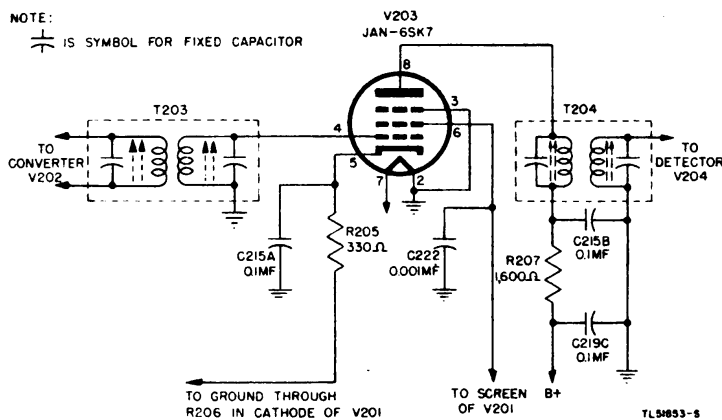 NOTE:
IS SYMBOL FOR FIXED CAPACITOR
V203
JAN-6SK7
8
3
6
4
5
7
2
T203
TO
CONVERTER
V202
T204
TO
DETECTOR
V204
C215A
0.1MF
R205
330Ω
C222
0.001MF
R207
1,600Ω
C215B
0.1MF
C219C
0.1MF
TO GROUND THROUGH
R206 IN CATHODE OF V201
TO SCREEN
OF V201
B+
TL51853-S